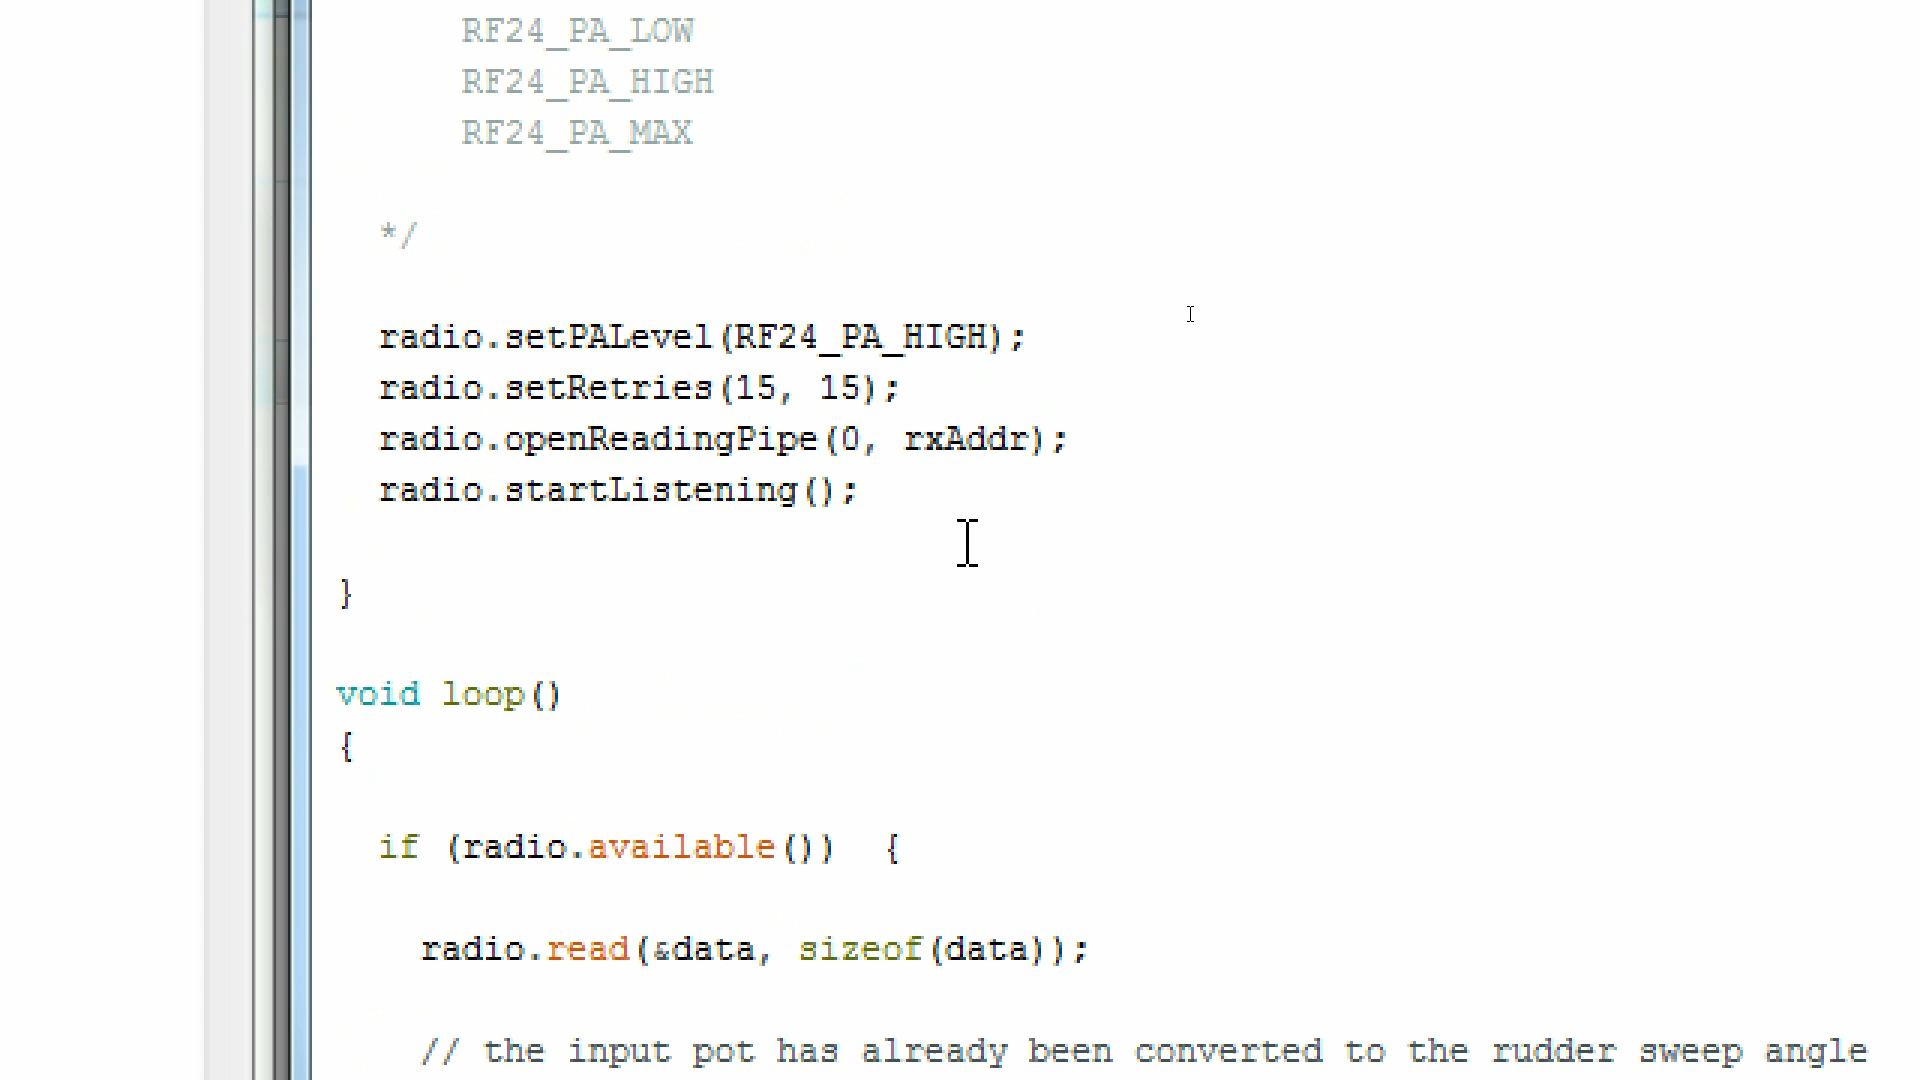 RF24_PA_LOW
RF24_PA_HIGH
RF24_PA_MAX
*/
radio.setPALevel(RF24_PA_HIGH);
radio.setRetries(15, 15);
radio.openReadingPipe(0, rxAddr);
radio.startListening();
}
void loop()
{
if (radio.available())  {
radio.read(&data, sizeof(data));
// the input pot has already been converted to the rudder sweep angle